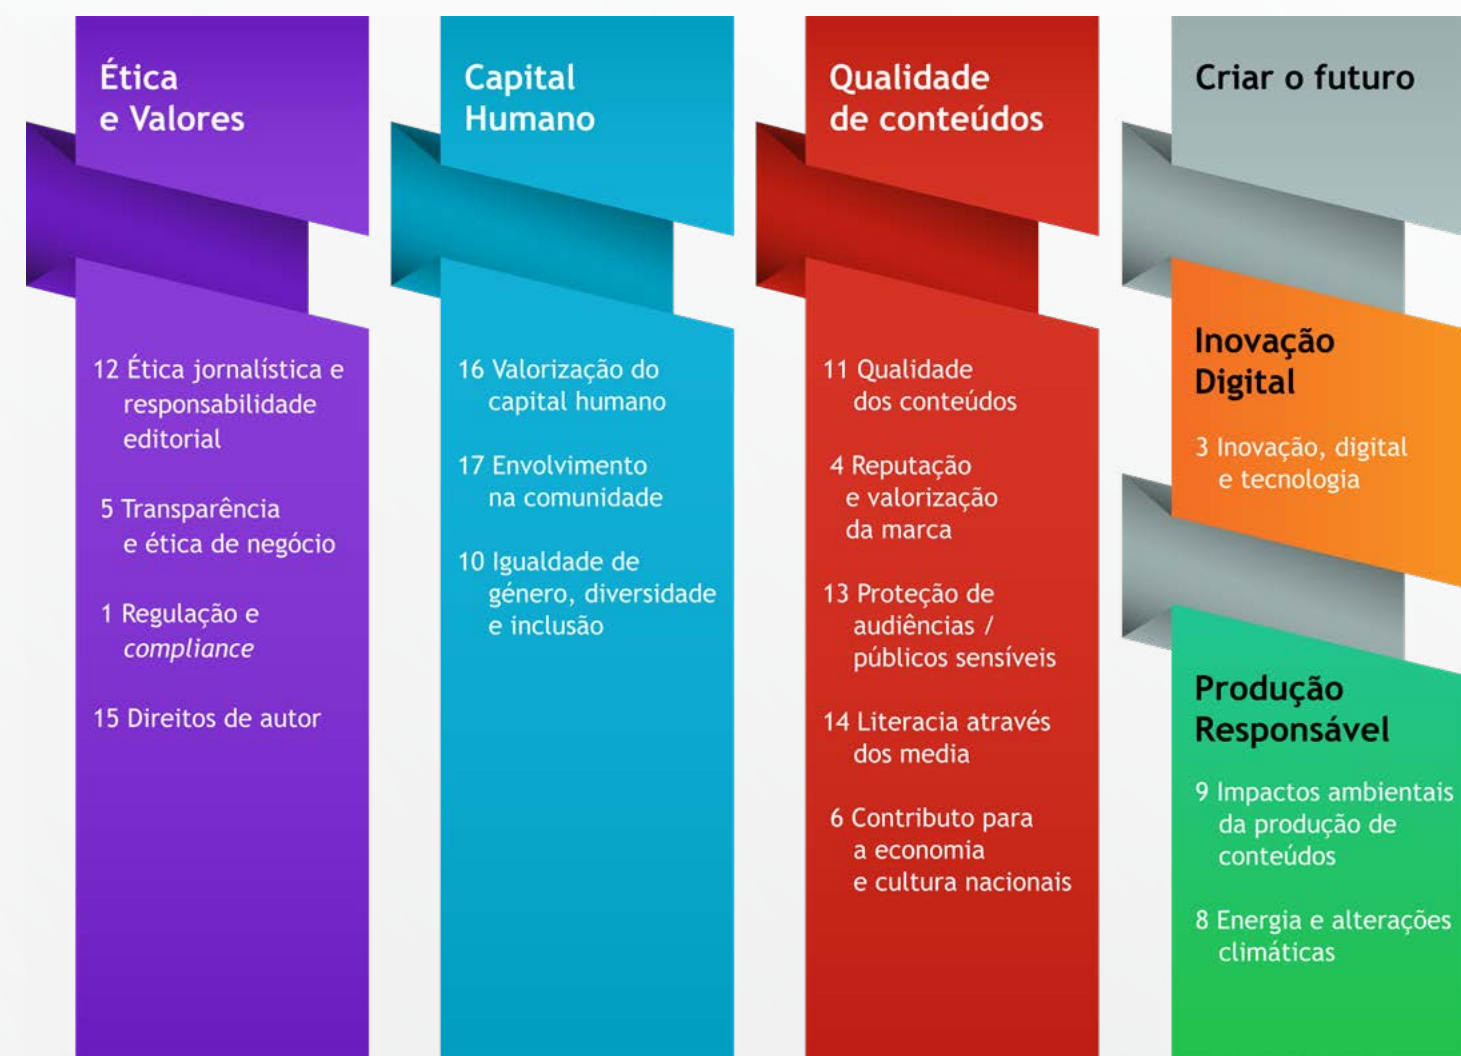 Ética
e Valores
12 Ética jornalística e
responsabilidade
editorial
5 Transparência
e ética de negócio
1 Regulação e
compliance
15 Direitos de autor
Capital
Humano
16 Valorização do
capital humano
17 Envolvimento
na comunidade
10 Igualdade de
género, diversidade
e inclusão
Qualidade
de conteúdos
11 Qualidade
dos conteúdos
4 Reputação
e valorização
da marca
13 Proteção de
audiências /
públicos sensíveis
14 Literacia através
dos media
6 Contributo para
a economia
e cultura nacionais
Criar o futuro
Inovação
Digital
3 Inovação, digital
e tecnologia
Produção
Responsável
9 Impactos ambientais
da produção de
conteúdos
8 Energia e alterações
climáticas